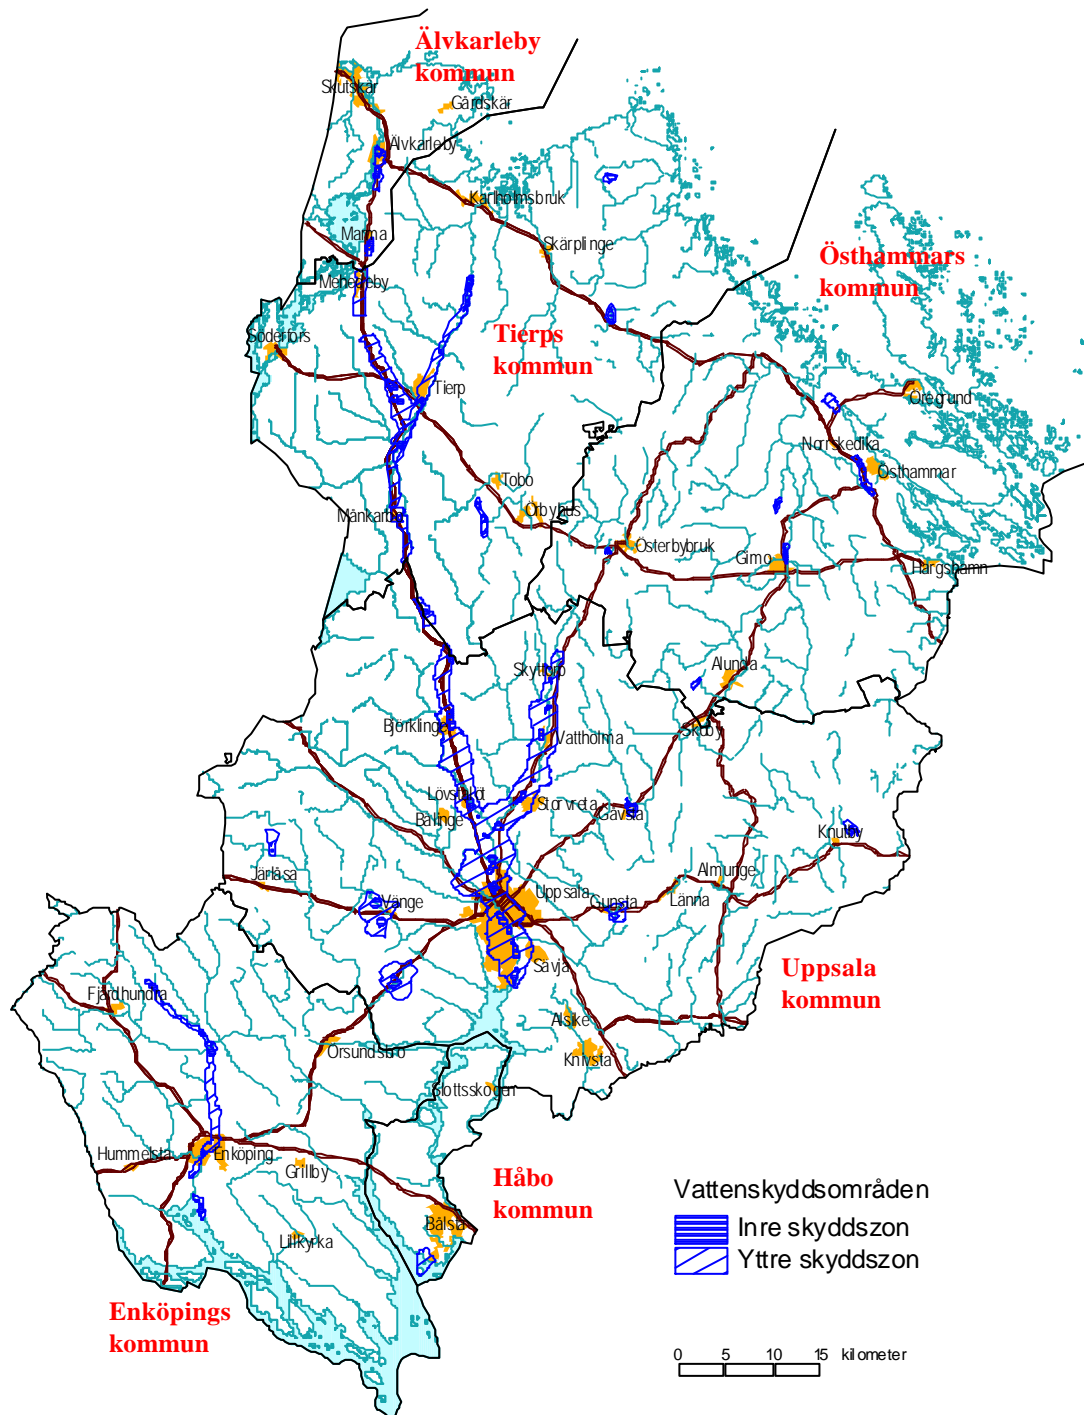 Älvkarleby
kommun
Skutskär
Gårdskär
Älvkarleby
Karlholmsbruk
Marma
Skärplinge
Östhammars
kommun
Mehedeby
Tierps
kommun
Söderfors
Tierp
Öregrund
Norrskedika
Östhammar
Tobo
Månkarbo
Örbyhus
Österbybruk
Gimo
Hargshamn
Skyttorp
Alunda
Björklinge
Vattholma
Skoby
Lövstalöt
Storvreta
Bälinge
Gåvsta
Knutby
Järlåsa
Almunge
Vänge
Uppsala
Gunsta
Länna
Sävja
Uppsala
kommun
Fjärdhundra
Alsike
Örsundsbro
Knivsta
Slottsskogen
Hummelsta
Enköping
Grillby
Håbo
kommun
Vattenskyddsområden
Inre skyddszon
Yttre skyddszon
Bålsta
Lillkyrka
Enköpings
kommun
0 5 10 15 kilometer